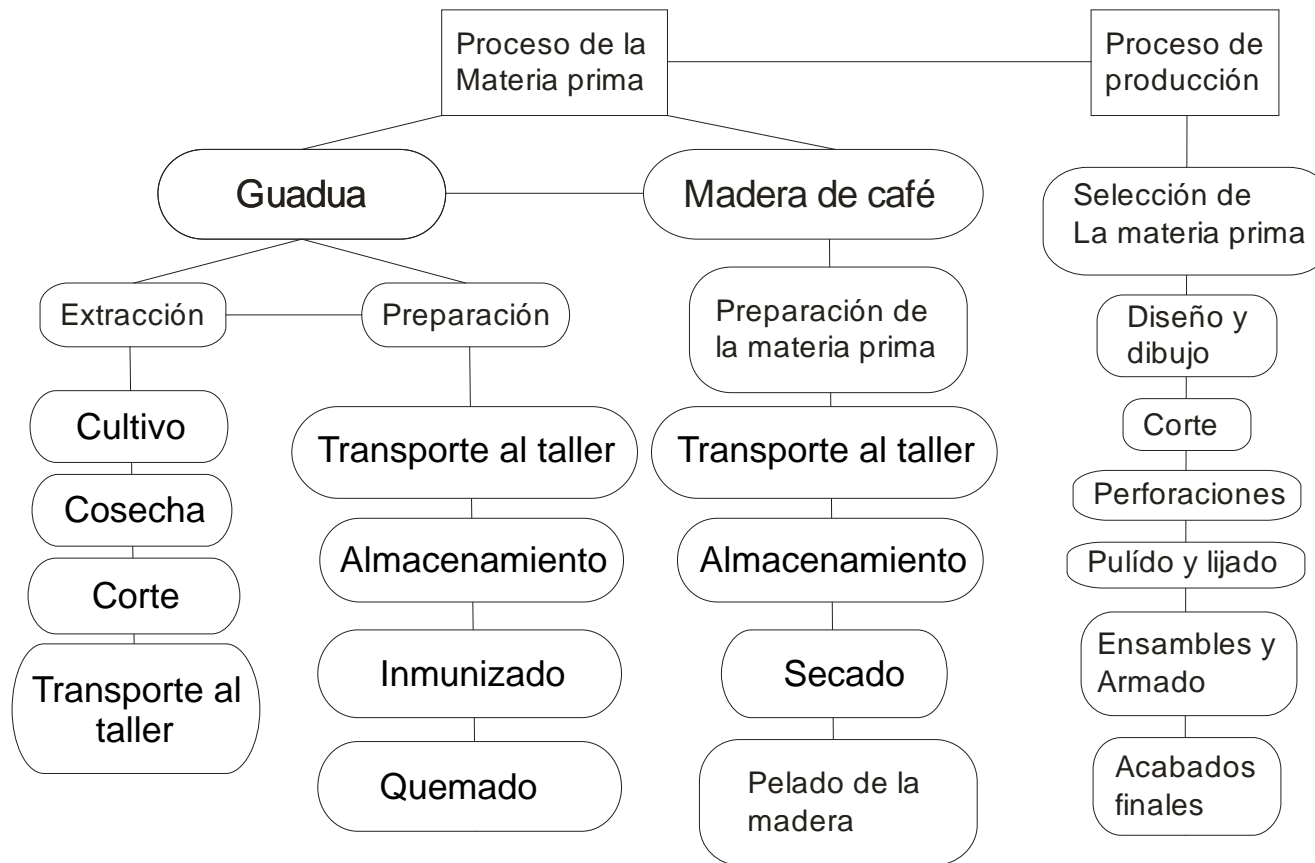 Proceso de la
Materia prima
Proceso de
producción
Guadua
Madera de café
Selección de
La materia prima
Extracción
Preparación
Preparación de
la materia prima
Diseño y
dibujo
Cultivo
Transporte al taller
Transporte al taller
Corte
Cosecha
Almacenamiento
Almacenamiento
Perforaciones
Corte
Pulído y lijado
Transporte al
taller
Inmunizado
Secado
Ensambles y
Armado
Quemado
Pelado de la
madera
Acabados
finales